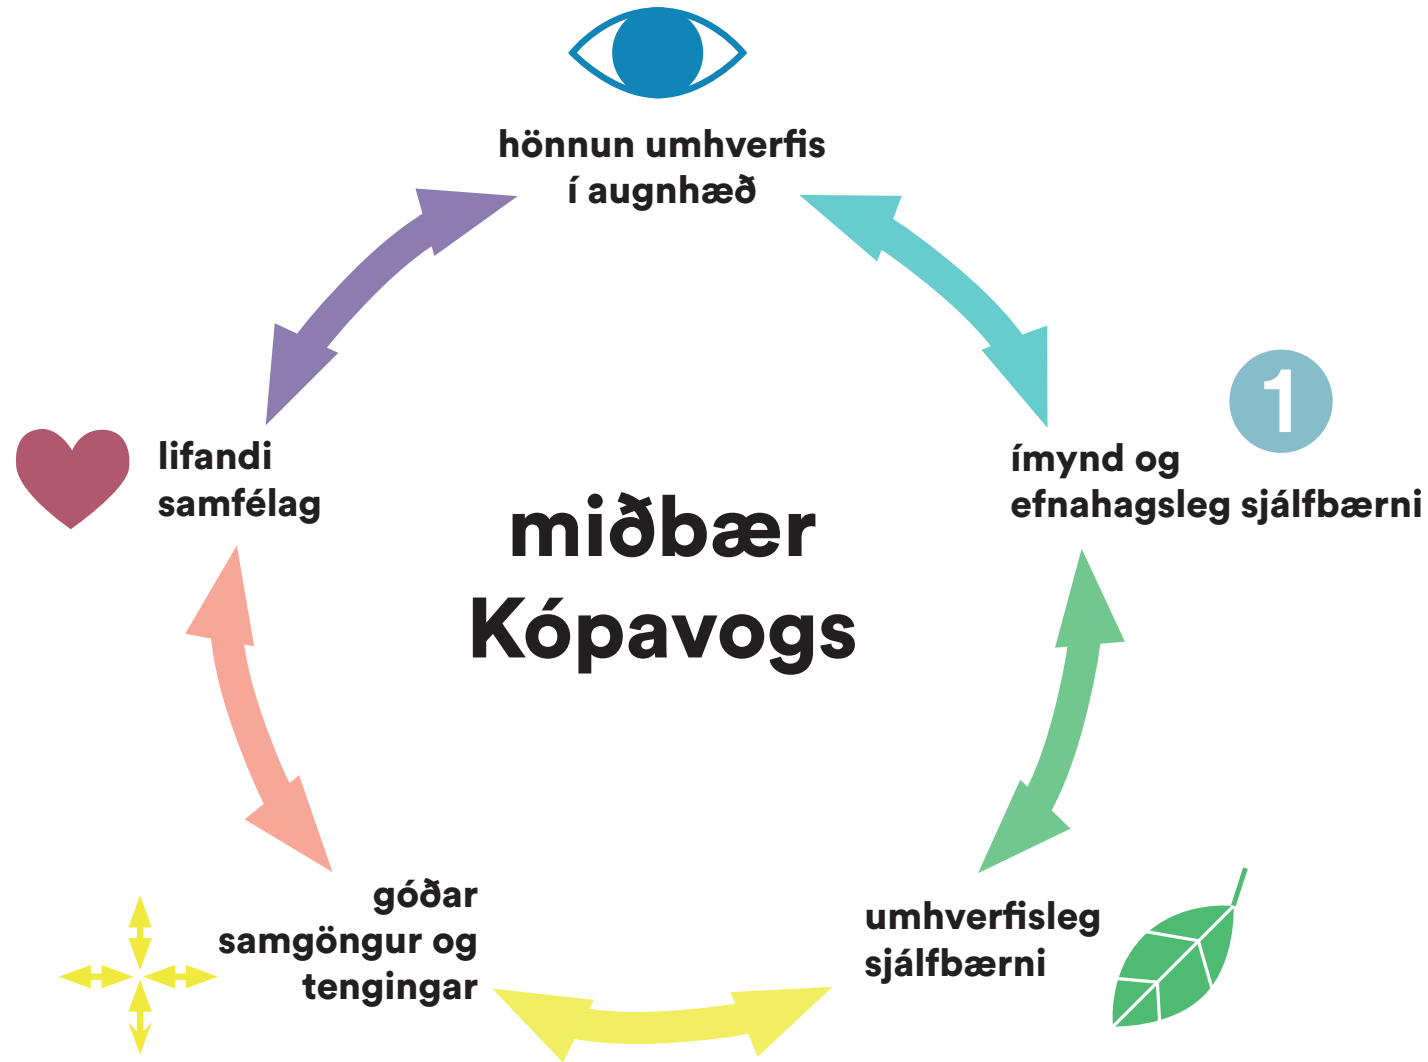 hönnun umhverfis
í augnhæð
1
ímynd og
efnahagsleg sjálfbærni
lifandi
samfélag
miðbær
Kópavogs
góðar
samgöngur og
tengingar
umhverfisleg
sjálfbærni